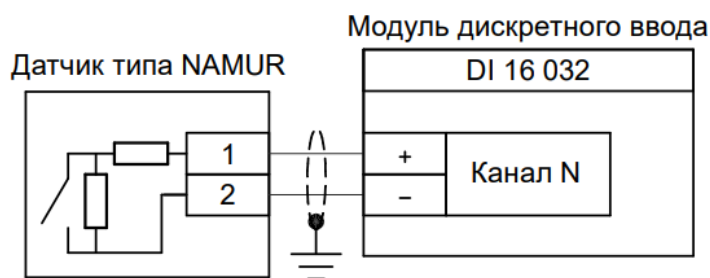 Модуль дискретного ввода
Датчик типа NAMUR
DI 16 032
1
+
Канал N
2
–